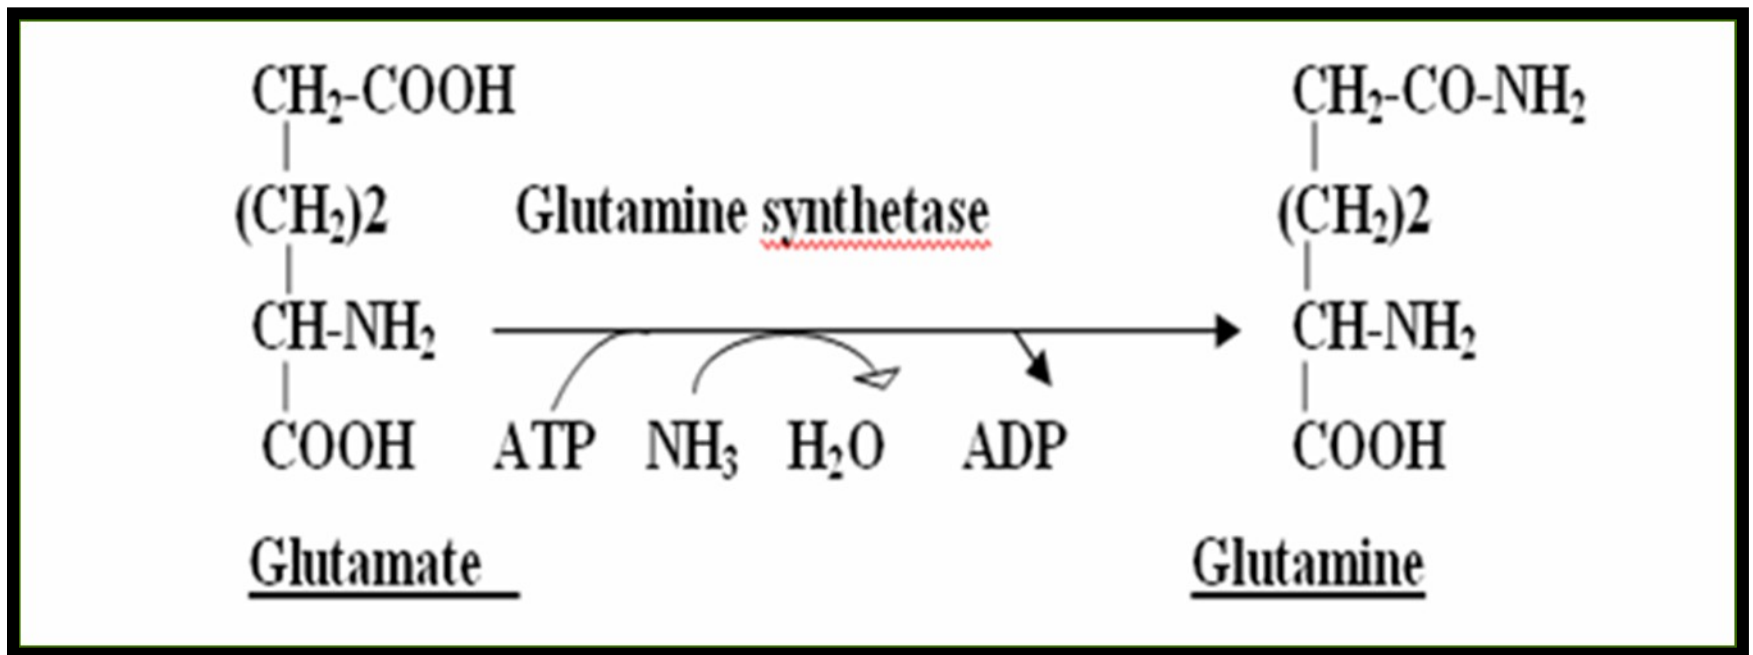 CH₂-COOH CH₂-CO-NH₂
(CH₂)2 Glutamine synthetase (CH₂)2
CH-NH₂ CH-NH₂
COOH ATP NH₃ H₂O ADP COOH
Glutamate Glutamine